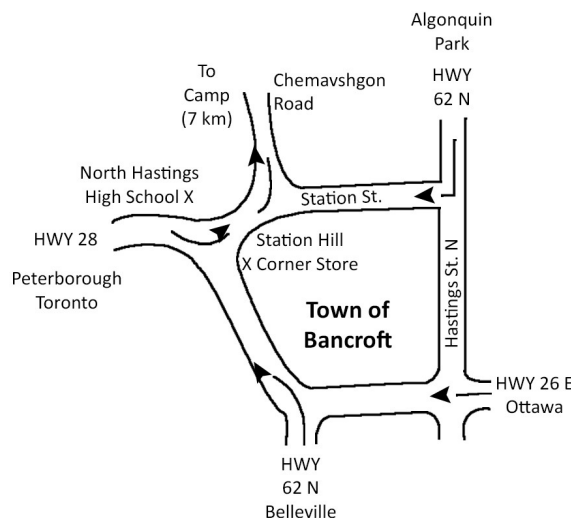 Algonquin
Park
HWY
62 N
To
Camp
(7 km)
Chemavshgon
Road
North Hastings
High School X
Station St.
HWY 28
Station Hill
X Corner Store
Peterborough
Toronto
Town of
Bancroft
Hastings St. N
HWY 26 E
Ottawa
HWY
62 N
Belleville